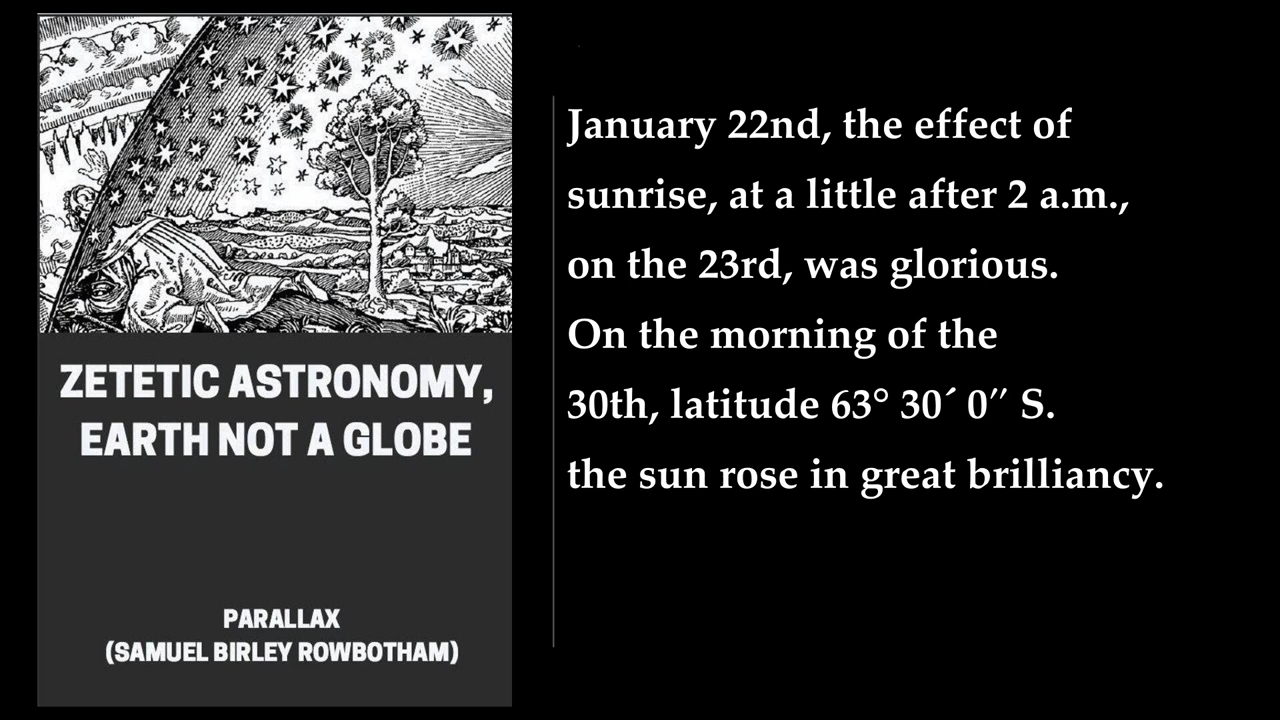 ZETETIC ASTRONOMY,
EARTH NOT A GLOBE
PARALLAX
(SAMUEL BIRLEY ROWBOTHAM)
January 22nd, the effect of
sunrise, at a little after 2 a.m.,
on the 23rd, was glorious.
On the morning of the
30th, latitude 63° 30´ 0″ S.
the sun rose in great brilliancy.